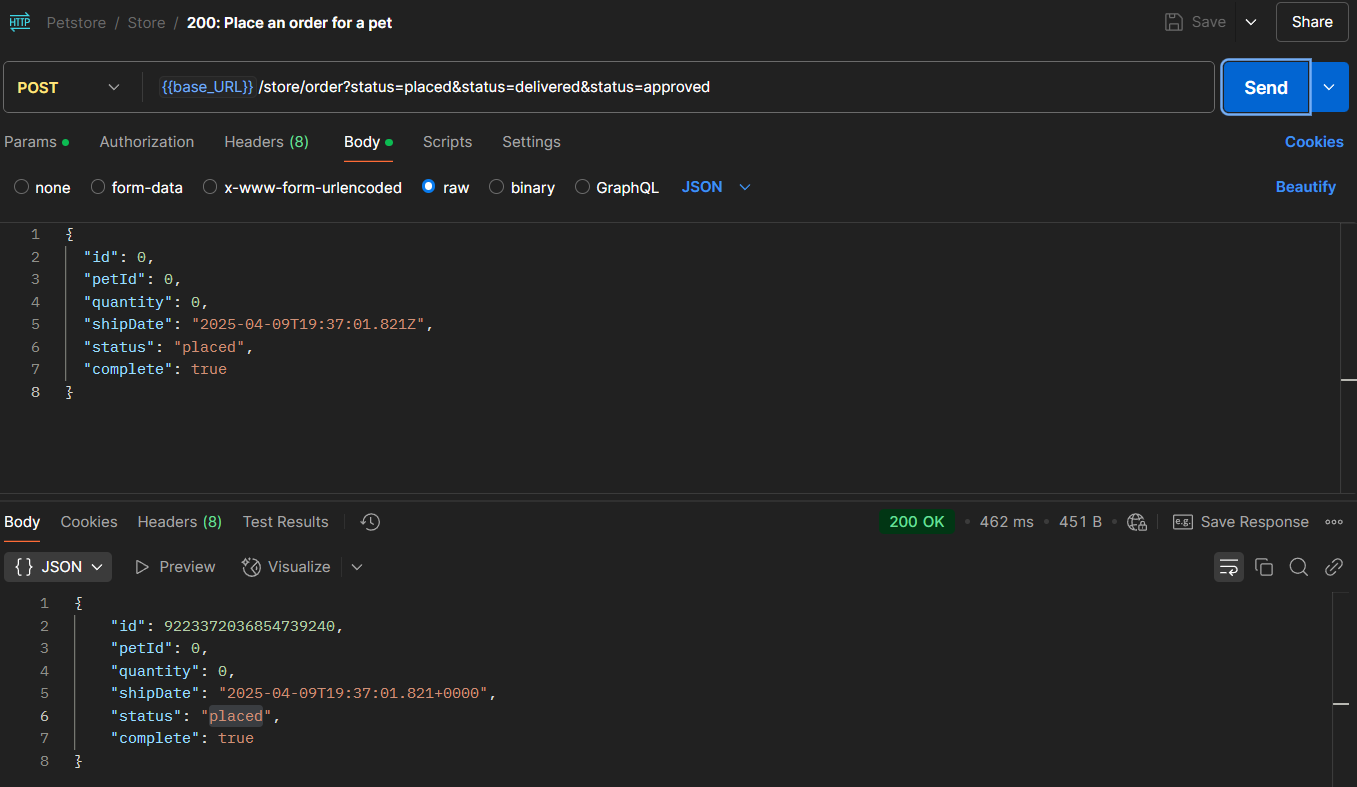 HTTP Petstore / Store / 200: Place an order for a pet Save Share
POST {{base_URL}}/store/order?status=placed&status=delivered&status=approved Send
Params Authorization Headers (8) Body Scripts Settings Cookies
none form-data x-www-form-urlencoded raw binary GraphQL JSON Beautify
1 {
2 "id": 0,
3 "petId": 0,
4 "quantity": 0,
5 "shipDate": "2025-04-09T19:37:01.821Z",
6 "status": "placed",
7 "complete": true
8 }
Body Cookies Headers (8) Test Results 200 OK • 462 ms • 451 B • e.g. Save Response
{} JSON Preview Visualize
1 {
2 "id": 9223372036854739240,
3 "petId": 0,
4 "quantity": 0,
5 "shipDate": "2025-04-09T19:37:01.821+0000",
6 "status": "placed",
7 "complete": true
8 }